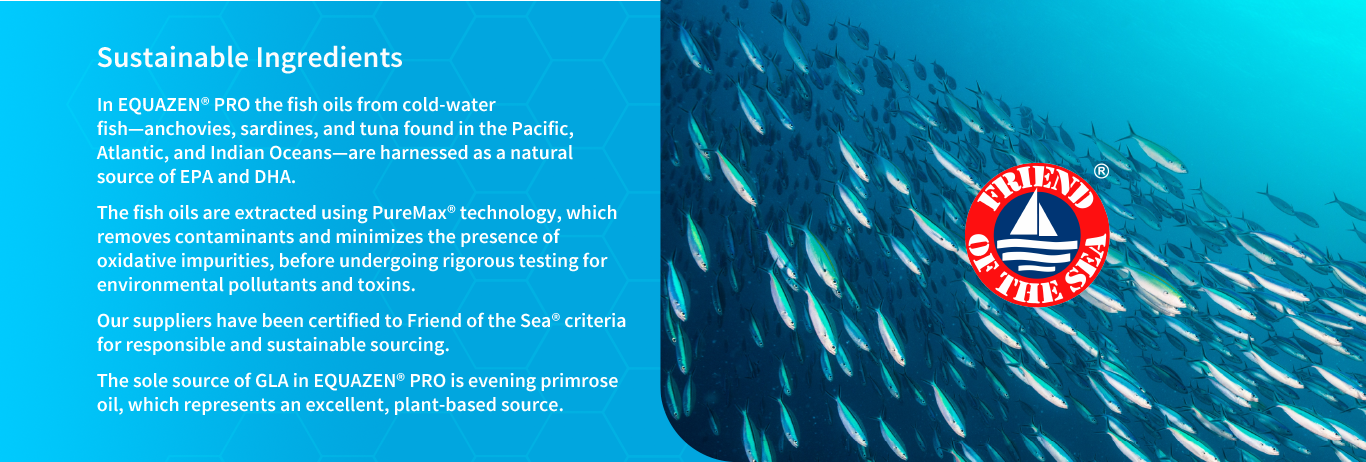 Sustainable Ingredients
In EQUAZEN® PRO the fish oils from cold-water
fish—anchovies, sardines, and tuna found in the Pacific,
Atlantic, and Indian Oceans—are harnessed as a natural
source of EPA and DHA.
The fish oils are extracted using PureMax® technology, which
removes contaminants and minimizes the presence of
oxidative impurities, before undergoing rigorous testing for
environmental pollutants and toxins.
Our suppliers have been certified to Friend of the Sea® criteria
for responsible and sustainable sourcing.
The sole source of GLA in EQUAZEN® PRO is evening primrose
oil, which represents an excellent, plant-based source.
FRIEND ®
OF THE SEA